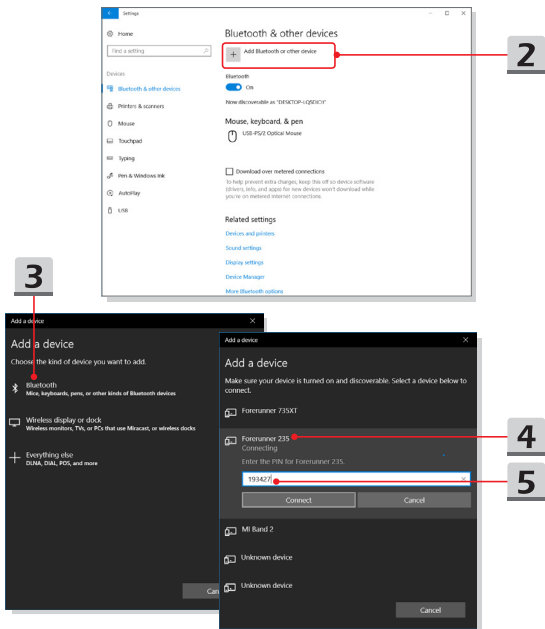 Settings
Home
Find a setting
Devices
Bluetooth & other devices
Printers & scanners
Mouse
Touchpad
Typing
Pen & Windows Ink
AutoPlay
USB
Bluetooth & other devices
Add Bluetooth or other device
Bluetooth
On
Now discoverable as
Mouse, keyboard, & pen
USB-PS/2 Optical Mouse
Download over metered connections
To help prevent extra charges, keep this off so device software
(drivers, info, and apps) for new devices won't download while
you're on metered Internet connections.
Related settings
Devices and printers
Sound settings
Display settings
Device Manager
More Bluetooth options
2
3
Add a device
Add a device
Choose the kind of device you want to add.
Bluetooth
Mice, keyboards, pens, or other kinds of Bluetooth devices
Wireless display or dock
Wireless monitors, TVs, or PCs that use Miracast, or wireless docks
Everything else
DLNA, DIAL, POS, and more
Can
Add a device
Add a device
Make sure your device is turned on and discoverable. Select a device below to
connect.
Forerunner 735XT
Forerunner 235
Connecting
Enter the PIN for Forerunner 235.
193427
Connect
Cancel
MI Band 2
Unknown device
Unknown device
Cancel
4
5